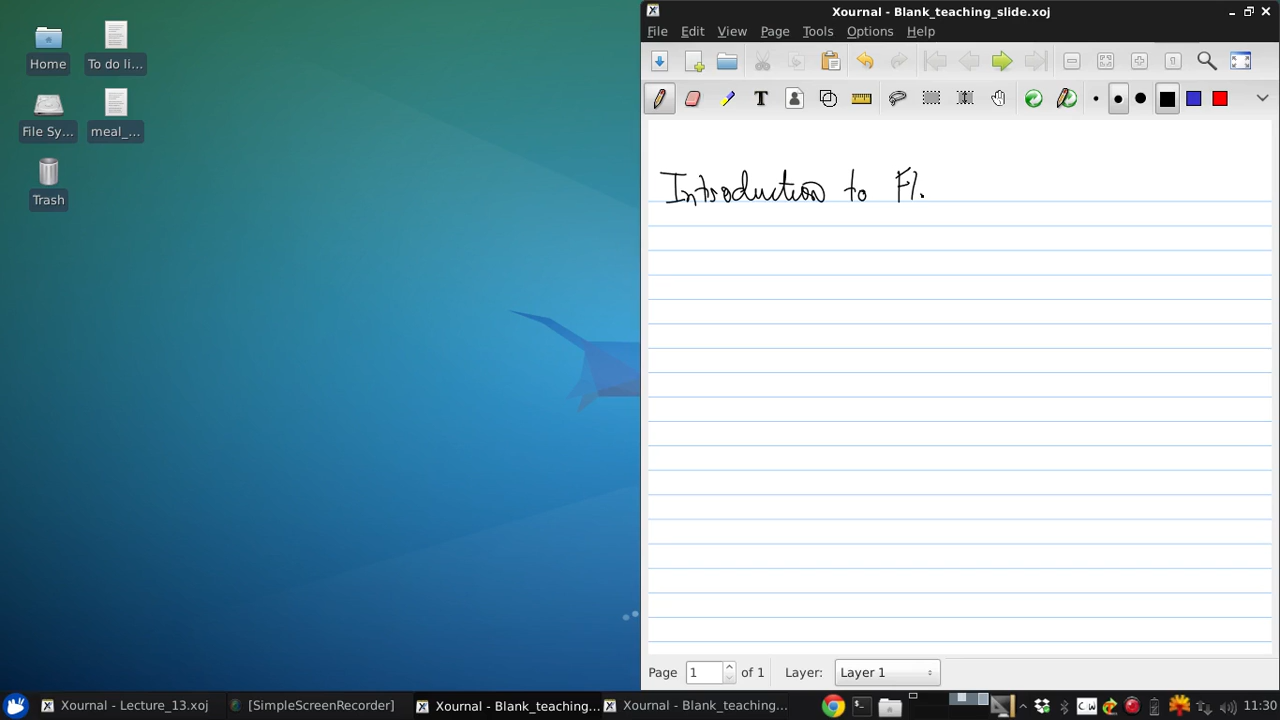 Xournal - Blank_teaching_slide.xoj
File Edit View Page Tools Options Help
Home
To do li...
File Sy...
meal_...
Trash
T
Introduction to
Page 1 of 1 Layer: Layer 1
Xournal - Lecture_13.xoj
[SimpleScreenRecorder]
Xournal - Blank_teaching...
Xournal - Blank_teaching...
11:30